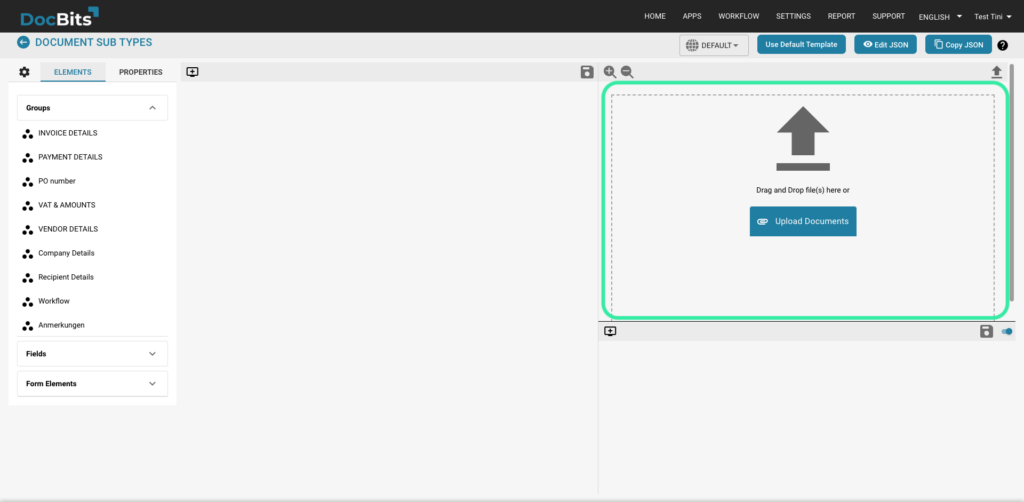 DocBits
HOME APPS WORKFLOW SETTINGS REPORT SUPPORT ENGLISH Test Tini
DOCUMENT SUB TYPES
DEFAULT
Use Default Template
Edit JSON
Copy JSON
?
ELEMENTS
PROPERTIES
Groups
INVOICE DETAILS
PAYMENT DETAILS
PO number
VAT & AMOUNTS
VENDOR DETAILS
Company Details
Recipient Details
Workflow
Anmerkungen
Fields
Form Elements
Drag and Drop file(s) here or
Upload Documents